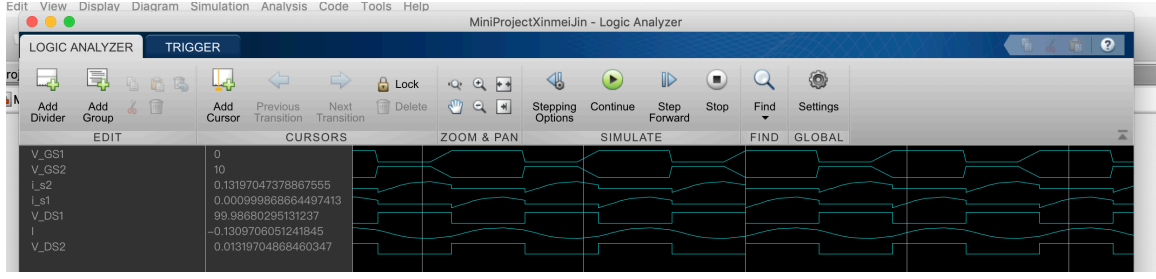 Edit View Display Diagram Simulation Analysis Code Tools Help
MiniProjectXinmeiJin - Logic Analyzer
LOGIC ANALYZER TRIGGER
?
Add Divider
Add Group
Add Cursor
Previous Transition
Next Transition
Lock
Delete
Stepping Options
Continue
Step Forward
Stop
Find
Settings
EDIT CURSORS ZOOM & PAN SIMULATE FIND GLOBAL
V_GS1 0
V_GS2 10
i_s2 0.13197047378867555
i_s1 0.000999868664497413
V_DS1 99.98680295131237
I -0.1309706051241845
V_DS2 0.01319704868460347